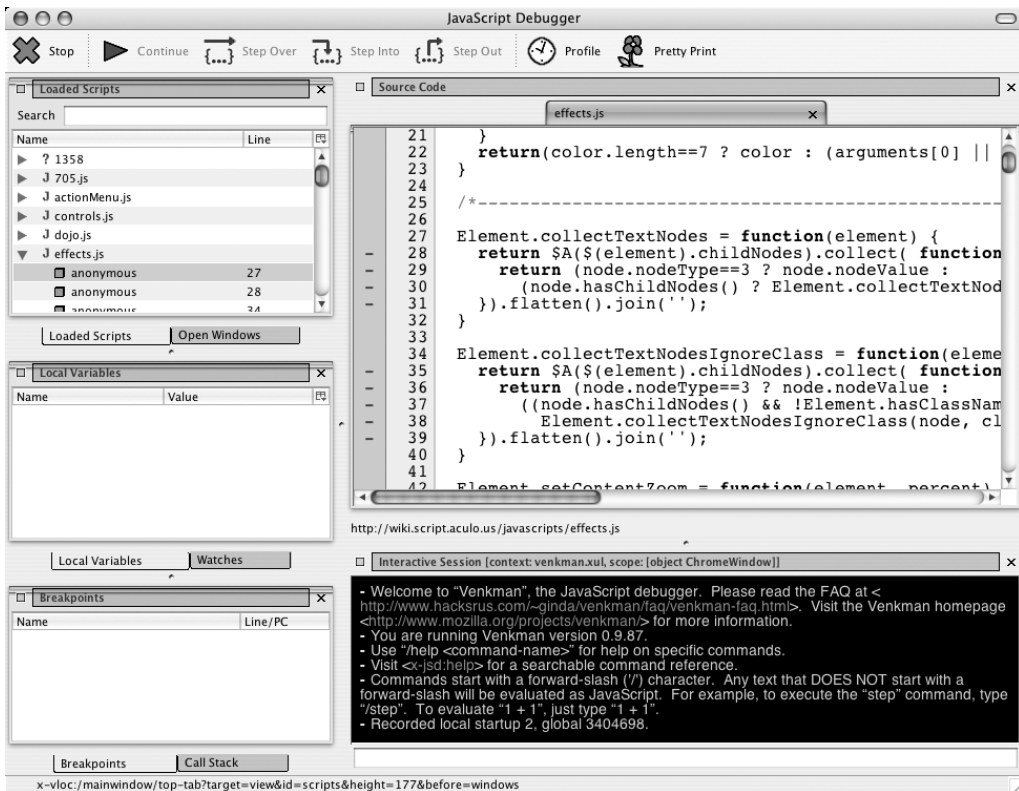 JavaScript Debugger
Stop Continue {...} Step Over {...} Step Into {...} Step Out Profile Pretty Print
Loaded Scripts
Search
Name Line
? 1358
J 705.js
J actionMenu.js
J controls.js
J dojo.js
J effects.js
anonymous 27
anonymous 28
anonymous 34
Loaded Scripts Open Windows
Local Variables
Name Value
Local Variables Watches
Breakpoints
Name Line/PC
Breakpoints Call Stack
Source Code
effects.js
21 }
22 return(color.length==7 ? color : (arguments[0] ||
23 }
24
25 /*--------------------------------------------------
26
27 Element.collectTextNodes = function(element) {
- 28 return $A($(element).childNodes).collect( function
- 29 return (node.nodeType==3 ? node.nodeValue :
- 30 (node.hasChildNodes() ? Element.collectTextNod
- 31 }).flatten().join('');
32 }
33
34 Element.collectTextNodesIgnoreClass = function(eleme
- 35 return $A($(element).childNodes).collect( function
- 36 return (node.nodeType==3 ? node.nodeValue :
- 37 ((node.hasChildNodes() && !Element.hasClassNam
- 38 Element.collectTextNodesIgnoreClass(node, cl
- 39 }).flatten().join('');
40 }
41
42 Element.setContentZoom = function(element, percent)
http://wiki.script.aculo.us/javascripts/effects.js
Interactive Session [context: venkman.xul, scope: [object ChromeWindow]]
- Welcome to “Venkman”, the JavaScript debugger. Please read the FAQ at <
http://www.hacksrus.com/~ginda/venkman/faq/venkman-faq.html>. Visit the Venkman homepage
<http://www.mozilla.org/projects/venkman/> for more information.
- You are running Venkman version 0.9.87.
- Use “/help <command-name>” for help on specific commands.
- Visit <x-jsd:help> for a searchable command reference.
- Commands start with a forward-slash ('/') character. Any text that DOES NOT start with a
forward-slash will be evaluated as JavaScript. For example, to execute the “step” command, type
“/step”. To evaluate “1 + 1”, just type “1 + 1”.
- Recorded local startup 2, global 3404698.
x-vloc:/mainwindow/top-tab?target=view&id=scripts&height=177&before=windows